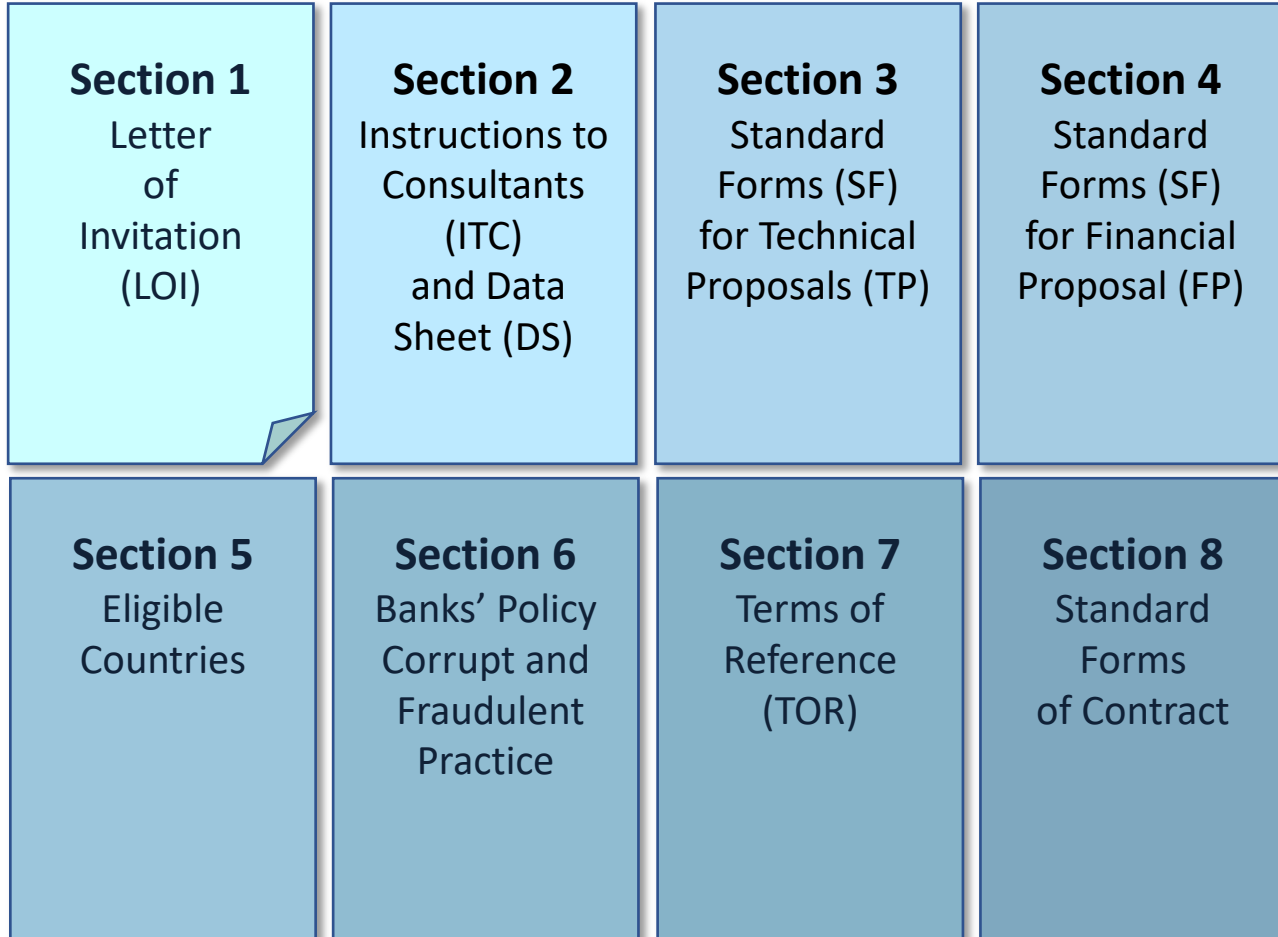 Section 1
Letter
of
Invitation
(LOI)
Section 2
Instructions to
Consultants
(ITC)
and Data
Sheet (DS)
Section 3
Standard
Forms (SF)
for Technical
Proposals (TP)
Section 4
Standard
Forms (SF)
for Financial
Proposal (FP)
Section 5
Eligible
Countries
Section 6
Banks’ Policy
Corrupt and
Fraudulent
Practice
Section 7
Terms of
Reference
(TOR)
Section 8
Standard
Forms
of Contract